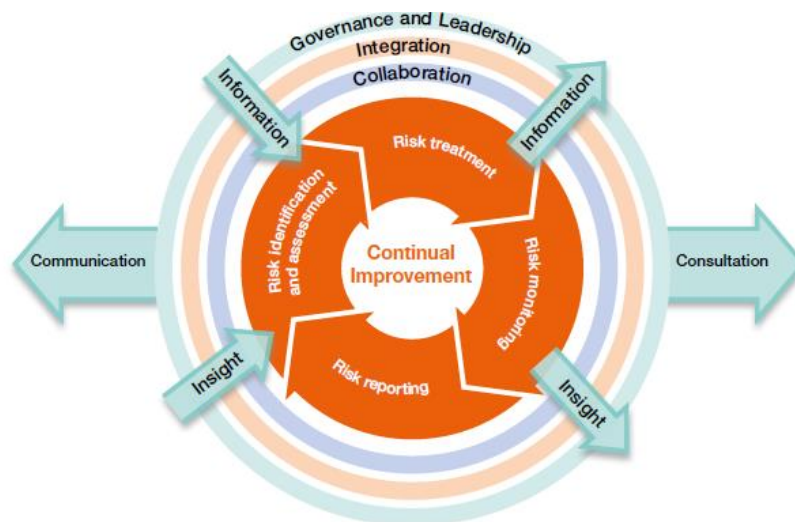 Governance and Leadership
Integration
Collaboration
Information
Information
Risk treatment
Risk identification
and assessment
Continual
Improvement
Communication
Consultation
Risk monitoring
Risk reporting
Insight
Insight